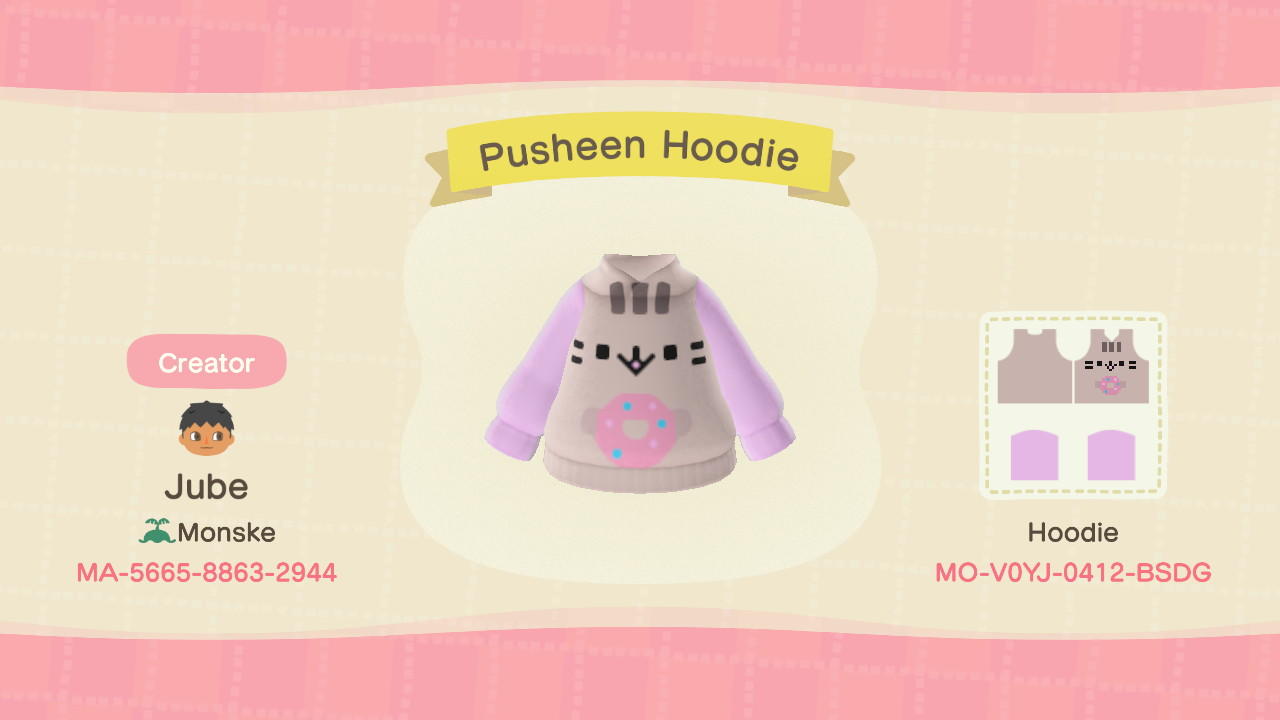 Pusheen Hoodie
Creator
Jube
Monske
MA-5665-8863-2944
Hoodie
MO-V0YJ-0412-BSDG